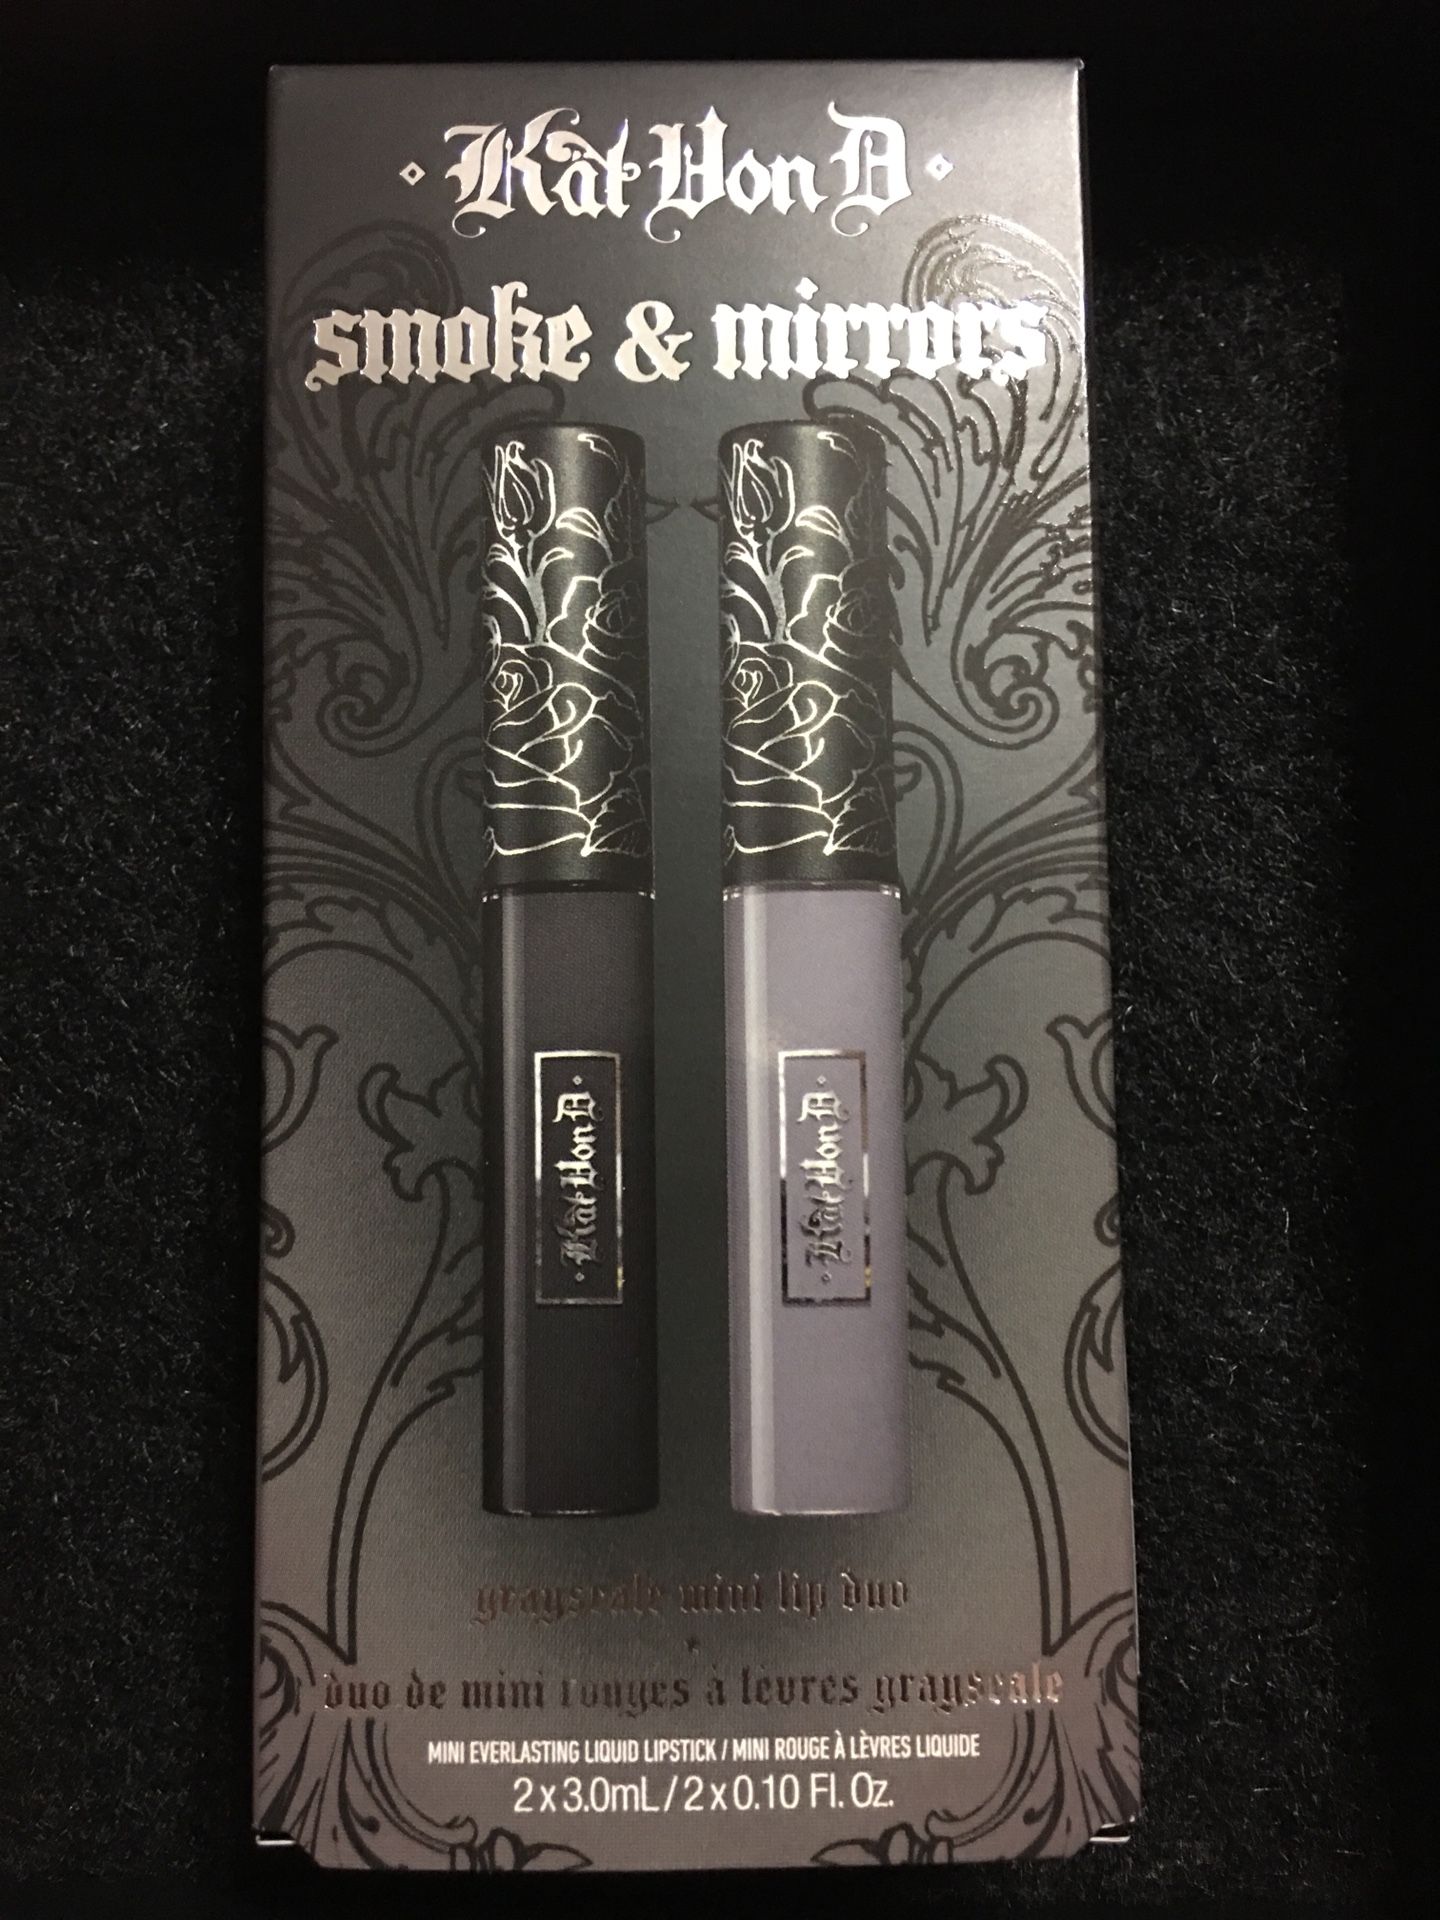 · Kat Von D ·
smoke & mirrors
· Kat Von D ·
· Kat Von D ·
grayscale mini lip duo
·
duo de mini rouges à lèvres grayscale
MINI EVERLASTING LIQUID LIPSTICK / MINI ROUGE À LÈVRES LIQUIDE
2 x 3.0mL / 2 x 0.10 Fl. Oz.